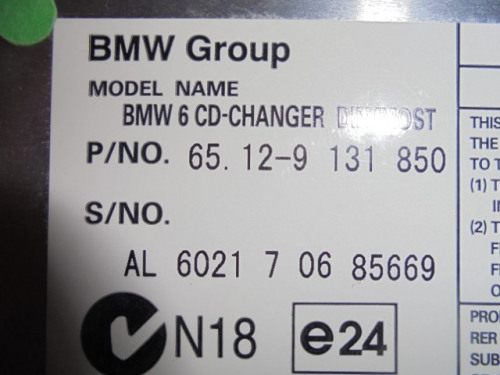 BMW Group
MODEL NAME
BMW 6 CD-CHANGER
P/NO. 65. 12-9 131 850
S/NO.
AL 6021 7 06 85669
N18
e24
THIS
THE
TO T
(1) T
(2) T
PRO
RER
SUB